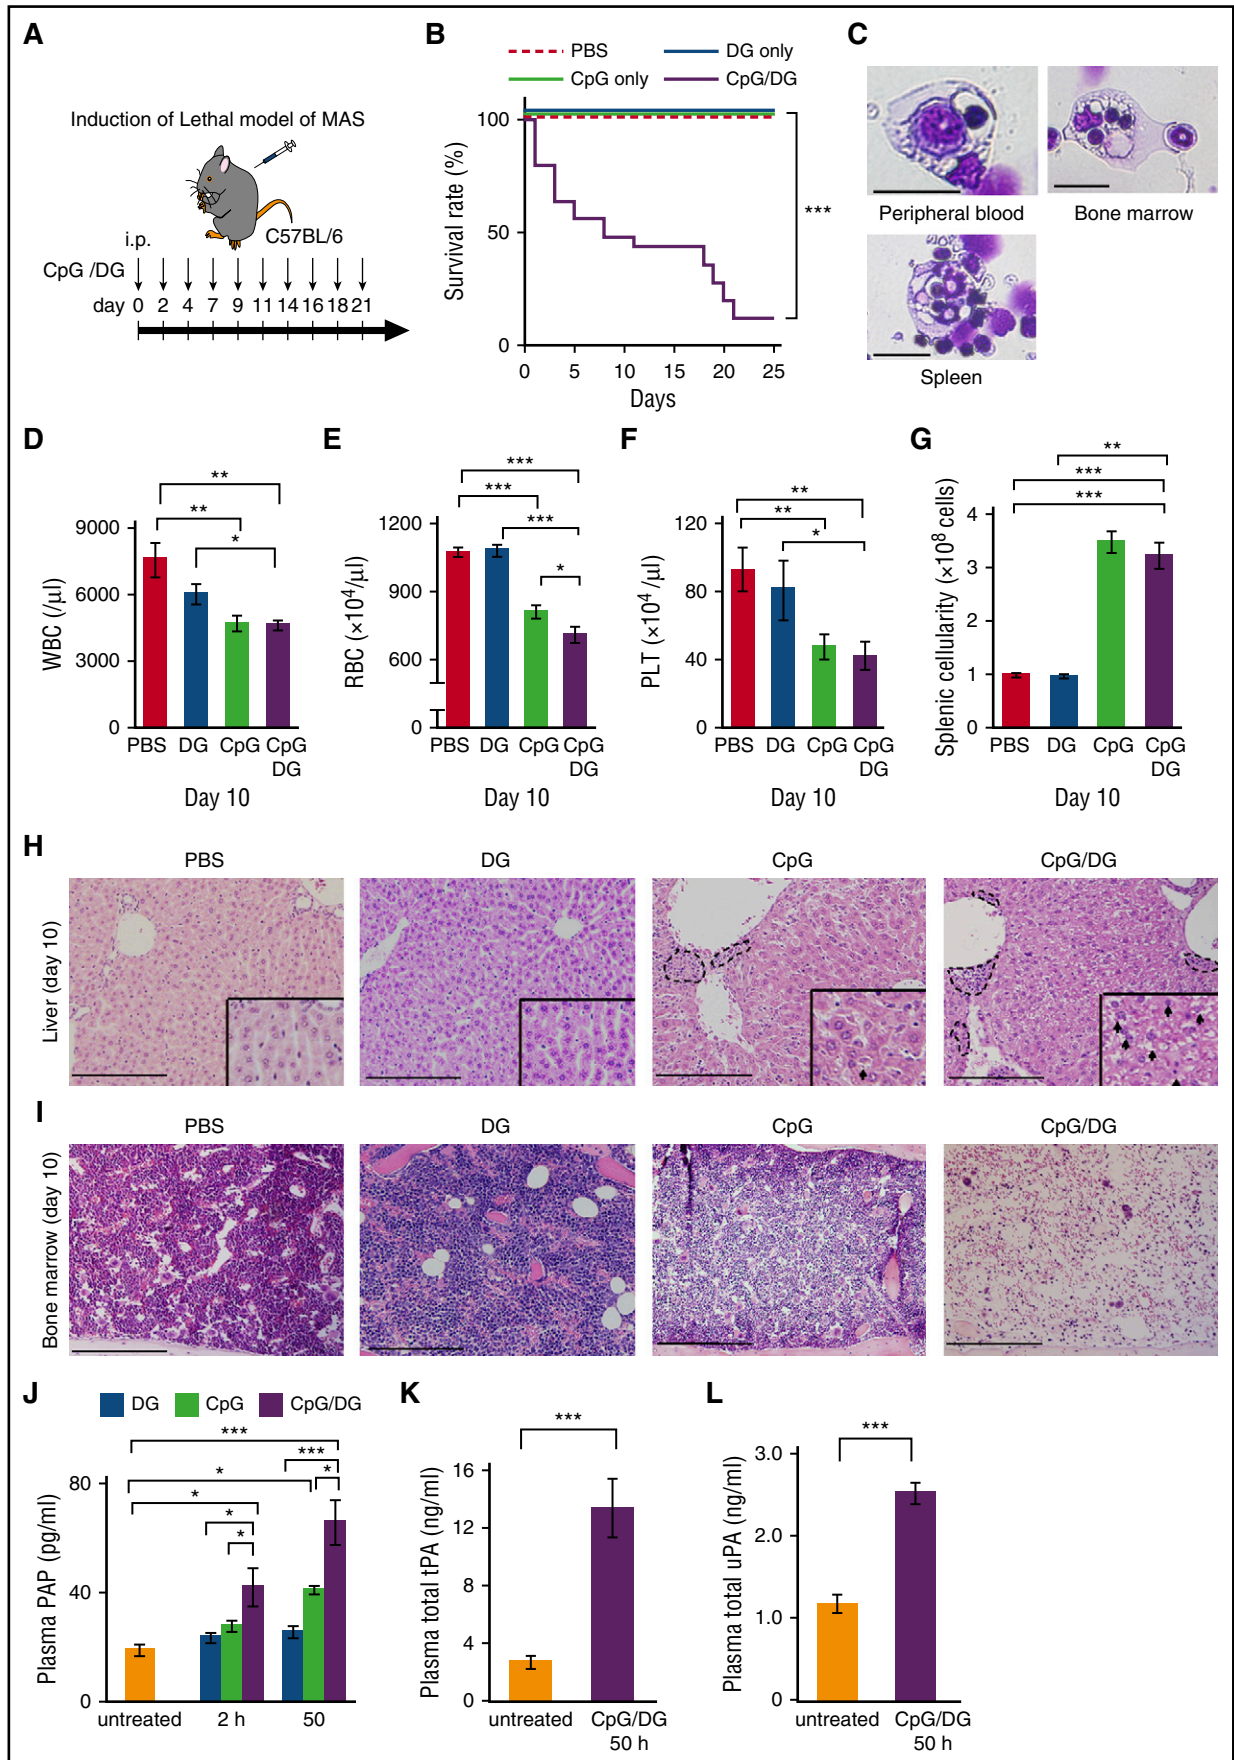 A
Induction of Lethal model of MAS
C57BL/6
i.p.
CpG /DG
day 0 2 4 7 9 11 14 16 18 21
B
PBS
DG only
CpG only
CpG/DG
Survival rate (%)
100
50
0
0 5 10 15 20 25
Days
***
C
Peripheral blood
Bone marrow
Spleen
D
WBC (/µl)
9000
6000
3000
0
**
**
*
PBS DG CpG CpG
DG
Day 10
E
RBC (×10⁴/µl)
1200
900
600
0
***
***
***
*
PBS DG CpG CpG
DG
Day 10
F
PLT (×10⁴/µl)
120
80
40
0
**
**
*
PBS DG CpG CpG
DG
Day 10
G
Splenic cellularity (×10⁸ cells)
4
3
2
1
0
**
***
***
PBS DG CpG CpG
DG
Day 10
H
PBS DG CpG CpG/DG
Liver (day 10)
I
PBS DG CpG CpG/DG
Bone marrow (day 10)
J
DG CpG CpG/DG
Plasma PAP (pg/ml)
80
40
0
***
***
*
*
*
*
*
untreated 2 h 50
K
Plasma total tPA (ng/ml)
16
12
8
4
0
***
untreated CpG/DG
50 h
L
Plasma total uPA (ng/ml)
3.0
2.0
1.0
0
***
untreated CpG/DG
50 h